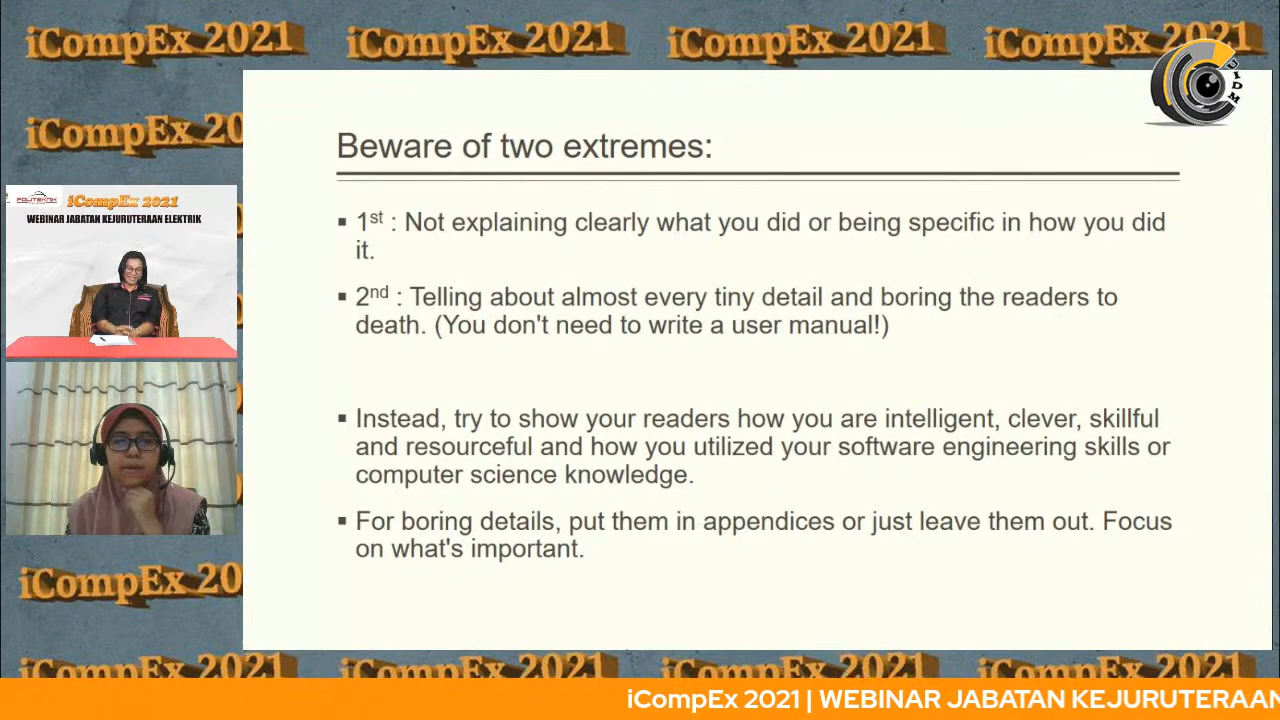 iCompEx 2021 iCompEx 2021 iCompEx 2021 iCompEx 2021
UIDM
iCompEx 20
Beware of two extremes:
POLITEKNIK
iCompEx 2021
WEBINAR JABATAN KEJURUTERAAN ELEKTRIK
▪ 1st : Not explaining clearly what you did or being specific in how you did
it.
▪ 2nd : Telling about almost every tiny detail and boring the readers to
death. (You don't need to write a user manual!)
▪ Instead, try to show your readers how you are intelligent, clever, skillful
and resourceful and how you utilized your software engineering skills or
computer science knowledge.
▪ For boring details, put them in appendices or just leave them out. Focus
on what's important.
iCompEx 20
iCompEx 2021 iCompEx 2021 iCompEx 2021 iCompEx 2021
iCompEx 2021 | WEBINAR JABATAN KEJURUTERAAN